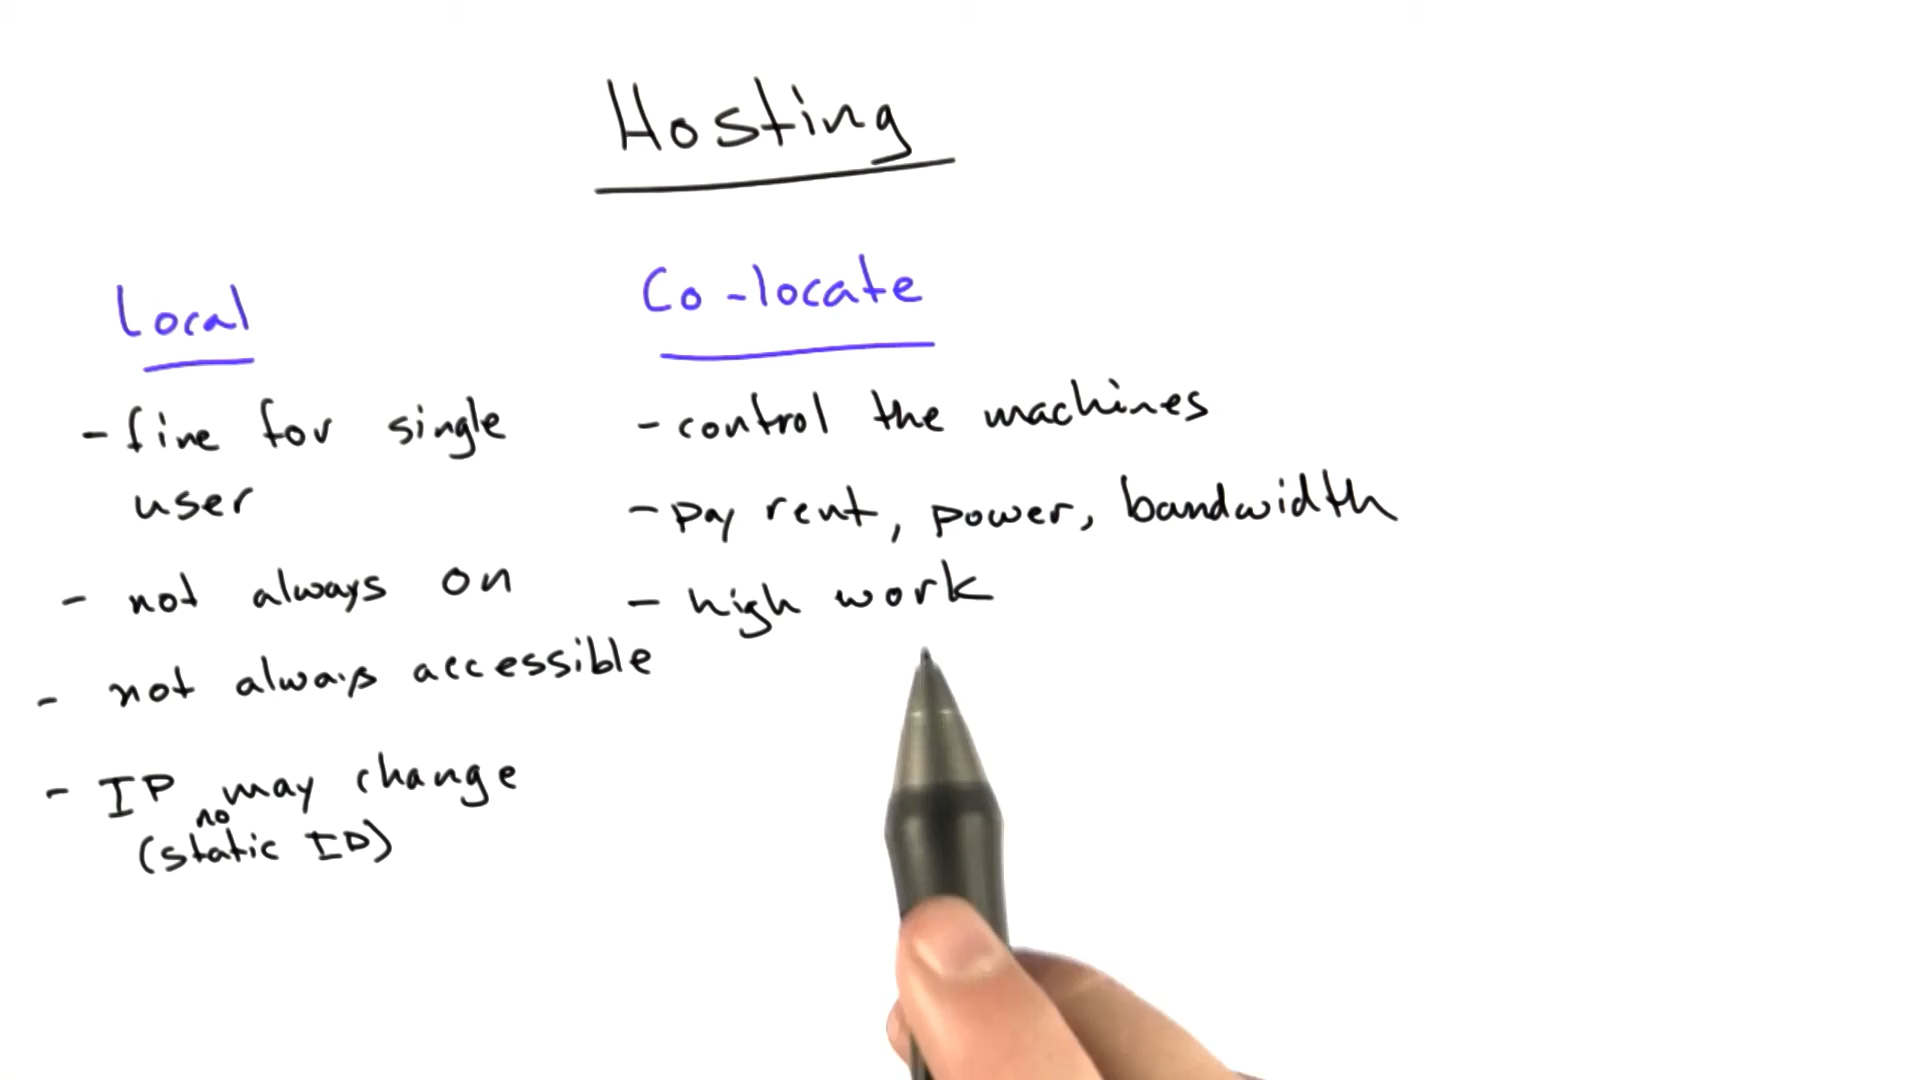 Hosting
Local
- fine for single
user
- not always on
- not always accessible
- IP may change
no
(static ID)
Co-locate
- control the machines
- pay rent, power, bandwidth
- high work